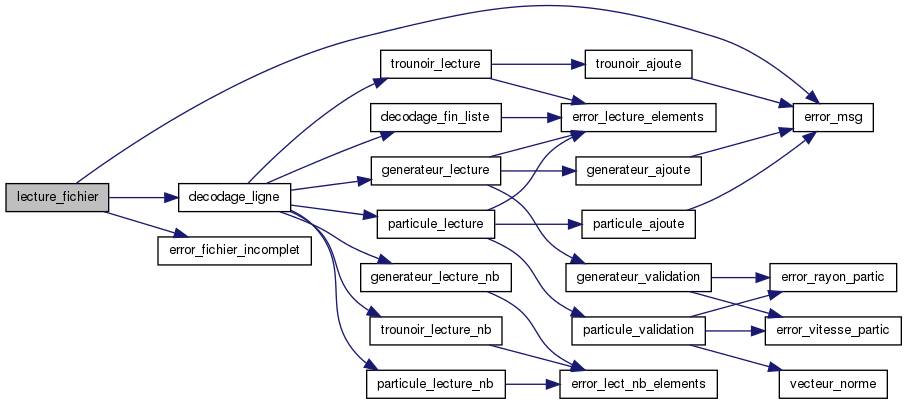 trounoir_lecture
trounoir_ajoute
decodage_fin_liste
error_lecture_elements
error_msg
generateur_lecture
generateur_ajoute
lecture_fichier
decodage_ligne
particule_lecture
particule_ajoute
error_fichier_incomplet
generateur_lecture_nb
generateur_validation
error_rayon_partic
trounoir_lecture_nb
particule_validation
error_vitesse_partic
particule_lecture_nb
error_lect_nb_elements
vecteur_norme